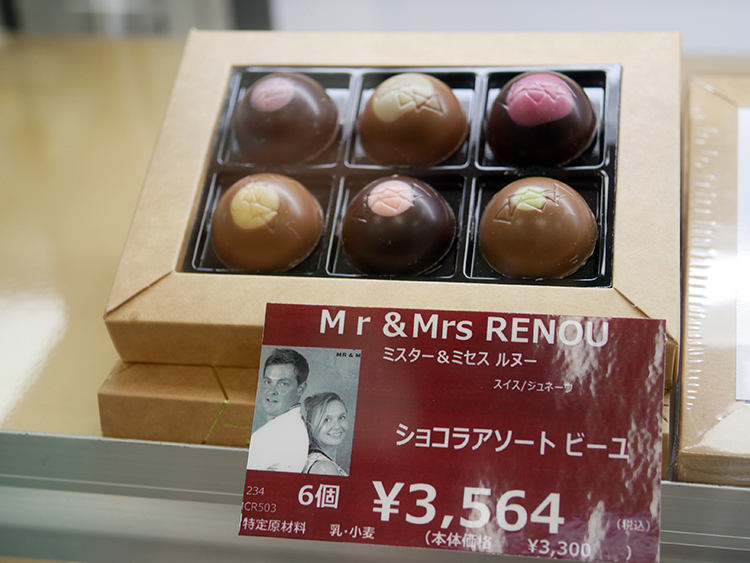 Mr &Mrs RENOU
ミスター&ミセス ルヌー
スイス/ジュネーヴ
MR & M
ショコラアソート ビーユ
234
CR503
6個
¥3,564
(税込)
特定原材料 乳・小麦
(本体価格 ¥3,300 )